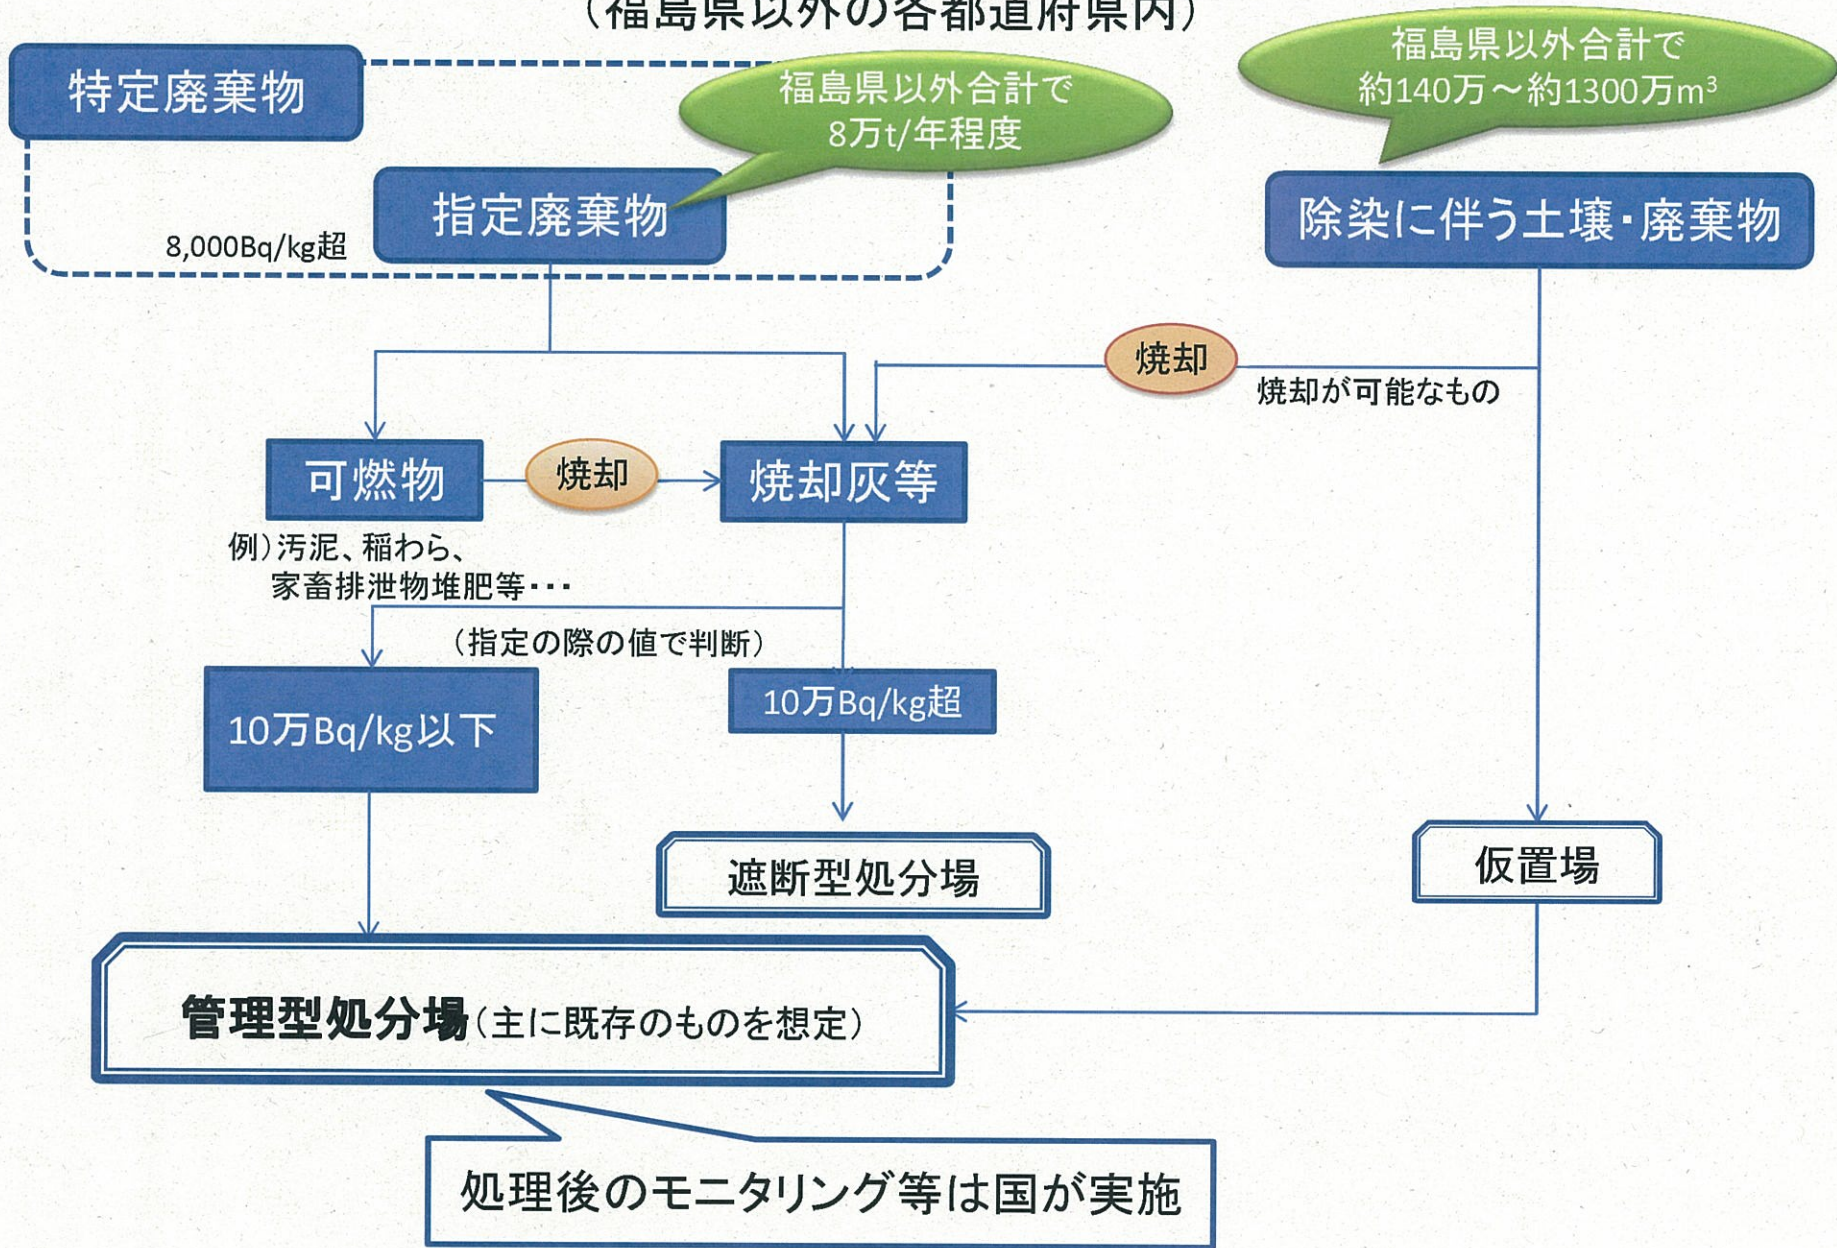 （福島県以外の各都道府県内）
特定廃棄物
福島県以外合計で
8万t/年程度
福島県以外合計で
約140万～約1300万m³
指定廃棄物
8,000Bq/kg超
除染に伴う土壌・廃棄物
焼却
焼却が可能なもの
可燃物
焼却
焼却灰等
例）汚泥、稲わら、
家畜排泄物堆肥等・・・
（指定の際の値で判断）
10万Bq/kg以下
10万Bq/kg超
遮断型処分場
仮置場
管理型処分場（主に既存のものを想定）
処理後のモニタリング等は国が実施